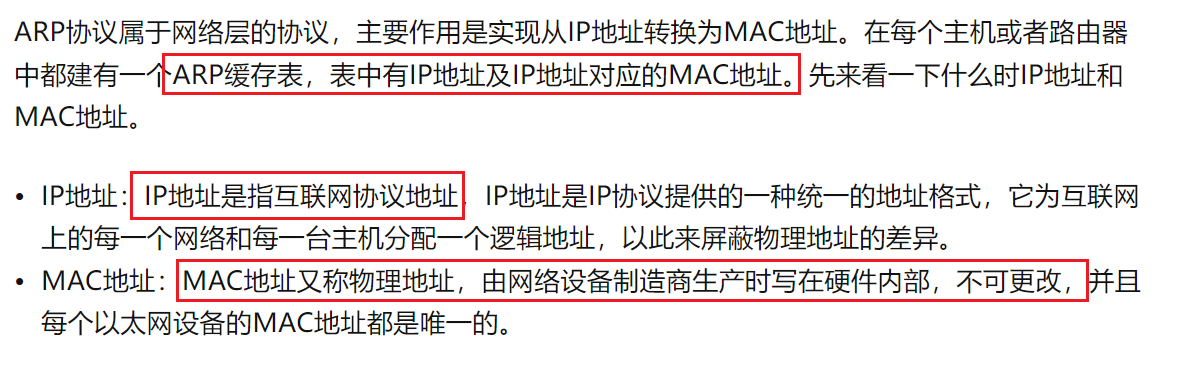 ARP协议属于网络层的协议，主要作用是实现从IP地址转换为MAC地址。在每个主机或者路由器
中都建有一个ARP缓存表，表中有IP地址及IP地址对应的MAC地址。先来看一下什么时IP地址和
MAC地址。
• IP地址：IP地址是指互联网协议地址，IP地址是IP协议提供的一种统一的地址格式，它为互联网
上的每一个网络和每一台主机分配一个逻辑地址，以此来屏蔽物理地址的差异。
• MAC地址：MAC地址又称物理地址，由网络设备制造商生产时写在硬件内部，不可更改，并且
每个以太网设备的MAC地址都是唯一的。